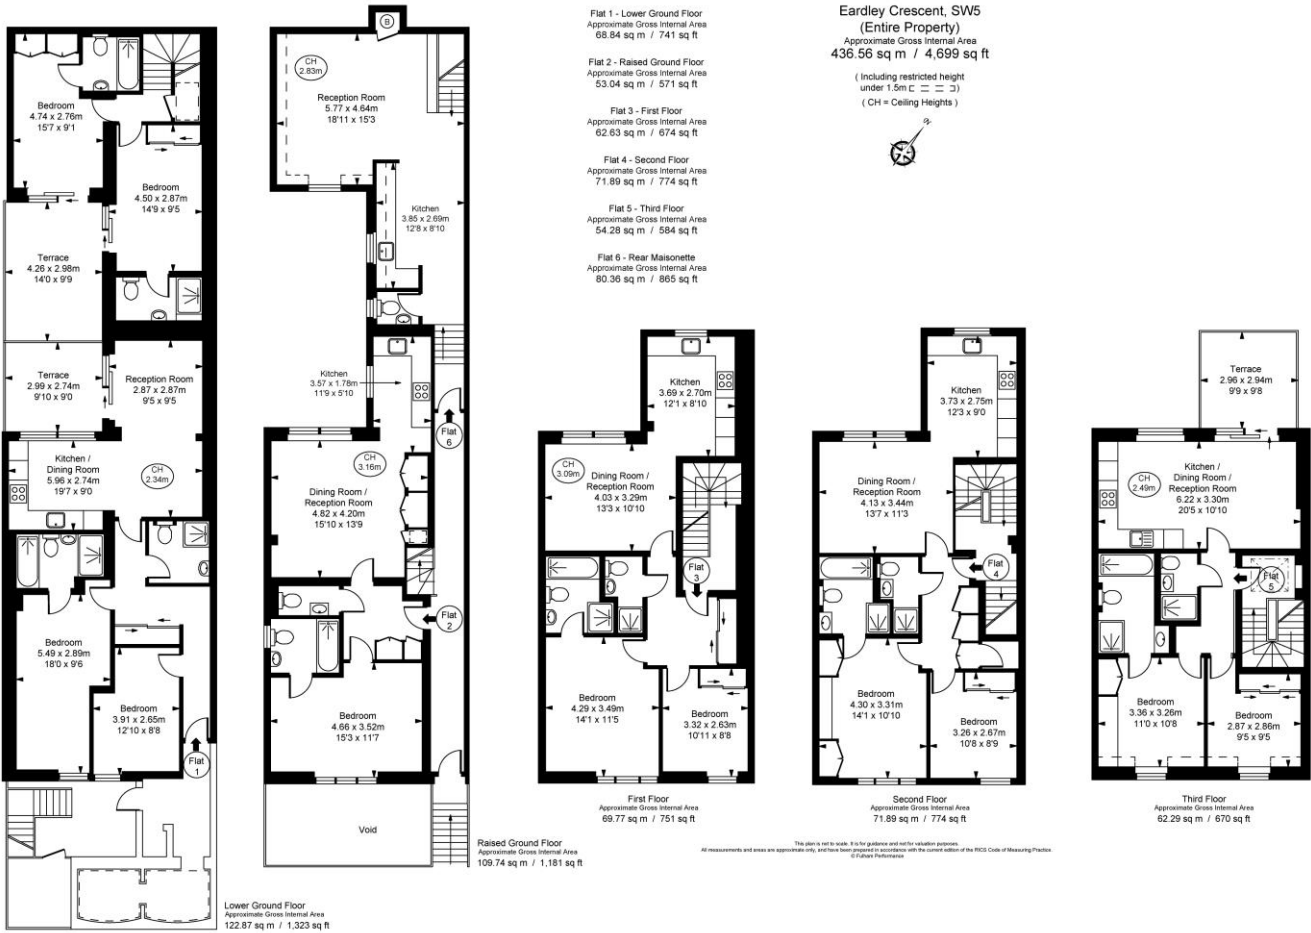 Flat 1 - Lower Ground Floor
Approximate Gross Internal Area
68.84 sq m / 741 sq ft
Flat 2 - Raised Ground Floor
Approximate Gross Internal Area
53.04 sq m / 571 sq ft
Flat 3 - First Floor
Approximate Gross Internal Area
62.63 sq m / 674 sq ft
Flat 4 - Second Floor
Approximate Gross Internal Area
71.89 sq m / 774 sq ft
Flat 5 - Third Floor
Approximate Gross Internal Area
54.28 sq m / 584 sq ft
Flat 6 - Rear Maisonette
Approximate Gross Internal Area
80.36 sq m / 865 sq ft
Eardley Crescent, SW5
(Entire Property)
Approximate Gross Internal Area
436.56 sq m / 4,699 sq ft
( Including restricted height
under 1.5m )
( CH = Ceiling Heights )
N
Bedroom
4.74 x 2.76m
15'7 x 9'1
Bedroom
4.50 x 2.87m
14'9 x 9'5
Terrace
4.26 x 2.98m
14'0 x 9'9
Terrace
2.99 x 2.74m
9'10 x 9'0
Reception Room
2.87 x 2.87m
9'5 x 9'5
Kitchen /
Dining Room
5.96 x 2.74m
19'7 x 9'0
CH
2.34m
Bedroom
5.49 x 2.89m
18'0 x 9'6
Bedroom
3.91 x 2.65m
12'10 x 8'8
Flat
1
Lower Ground Floor
Approximate Gross Internal Area
122.87 sq m / 1,323 sq ft
B
CH
2.83m
Reception Room
5.77 x 4.64m
18'11 x 15'3
Kitchen
3.85 x 2.69m
12'8 x 8'10
Kitchen
3.57 x 1.78m
11'9 x 5'10
Flat
6
CH
3.16m
Dining Room /
Reception Room
4.82 x 4.20m
15'10 x 13'9
Flat
2
Bedroom
4.66 x 3.52m
15'3 x 11'7
Void
Raised Ground Floor
Approximate Gross Internal Area
109.74 sq m / 1,181 sq ft
Kitchen
3.69 x 2.70m
12'1 x 8'10
CH
3.09m
Dining Room /
Reception Room
4.03 x 3.29m
13'3 x 10'10
Flat
3
Bedroom
4.29 x 3.49m
14'1 x 11'5
Bedroom
3.32 x 2.63m
10'11 x 8'8
First Floor
Approximate Gross Internal Area
69.77 sq m / 751 sq ft
Kitchen
3.73 x 2.75m
12'3 x 9'0
Dining Room /
Reception Room
4.13 x 3.44m
13'7 x 11'3
Flat
4
Bedroom
4.30 x 3.31m
14'1 x 10'10
Bedroom
3.26 x 2.67m
10'8 x 8'9
Second Floor
Approximate Gross Internal Area
71.89 sq m / 774 sq ft
Terrace
2.96 x 2.94m
9'9 x 9'8
CH
2.49m
Kitchen /
Dining Room /
Reception Room
6.22 x 3.30m
20'5 x 10'10
Flat
5
Bedroom
3.36 x 3.26m
11'0 x 10'8
Bedroom
2.87 x 2.86m
9'5 x 9'5
Third Floor
Approximate Gross Internal Area
62.29 sq m / 670 sq ft
This plan is not to scale. It is for guidance and not for valuation purposes.
All measurements and areas are approximate only, and have been prepared in accordance with the current edition of the RICS Code of Measuring Practice.
© Fulham Performance